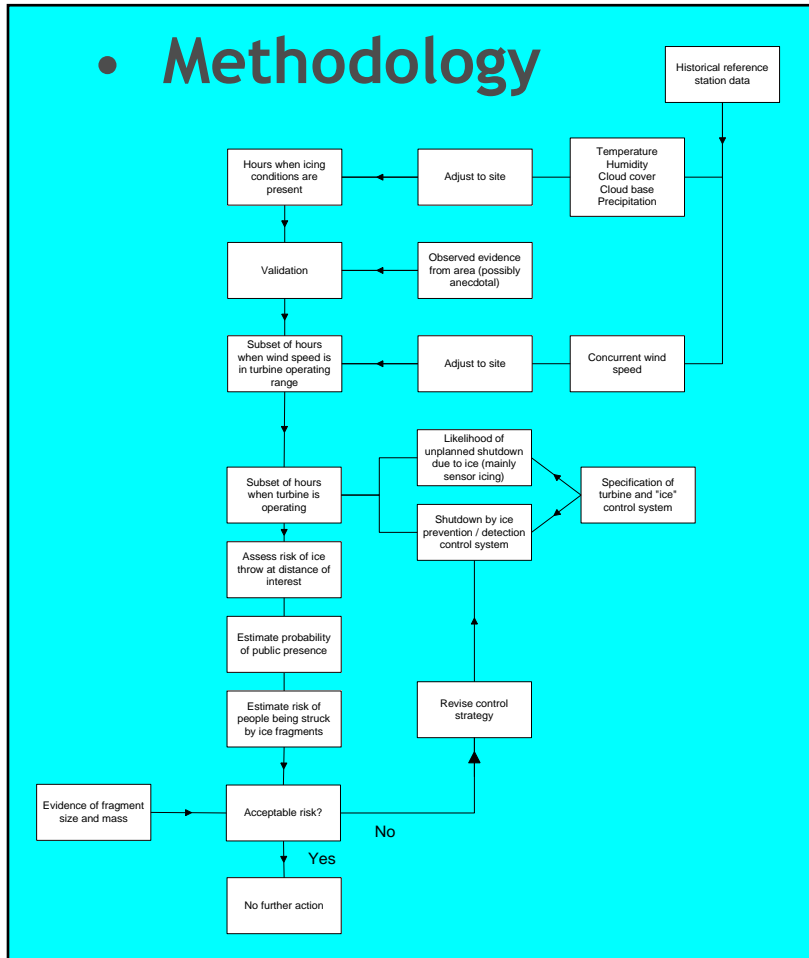 • Methodology
Historical reference
station data
Hours when icing
conditions are
present
Adjust to site
Temperature
Humidity
Cloud cover
Cloud base
Precipitation
Validation
Observed evidence
from area (possibly
anecdotal)
Subset of hours
when wind speed is
in turbine operating
range
Adjust to site
Concurrent wind
speed
Subset of hours
when turbine is
operating
Likelihood of
unplanned shutdown
due to ice (mainly
sensor icing)
Shutdown by ice
prevention / detection
control system
Specification of
turbine and "ice"
control system
Assess risk of ice
throw at distance of
interest
Estimate probability
of public presence
Estimate risk of
people being struck
by ice fragments
Revise control
strategy
Evidence of fragment
size and mass
Acceptable risk?
No
Yes
No further action